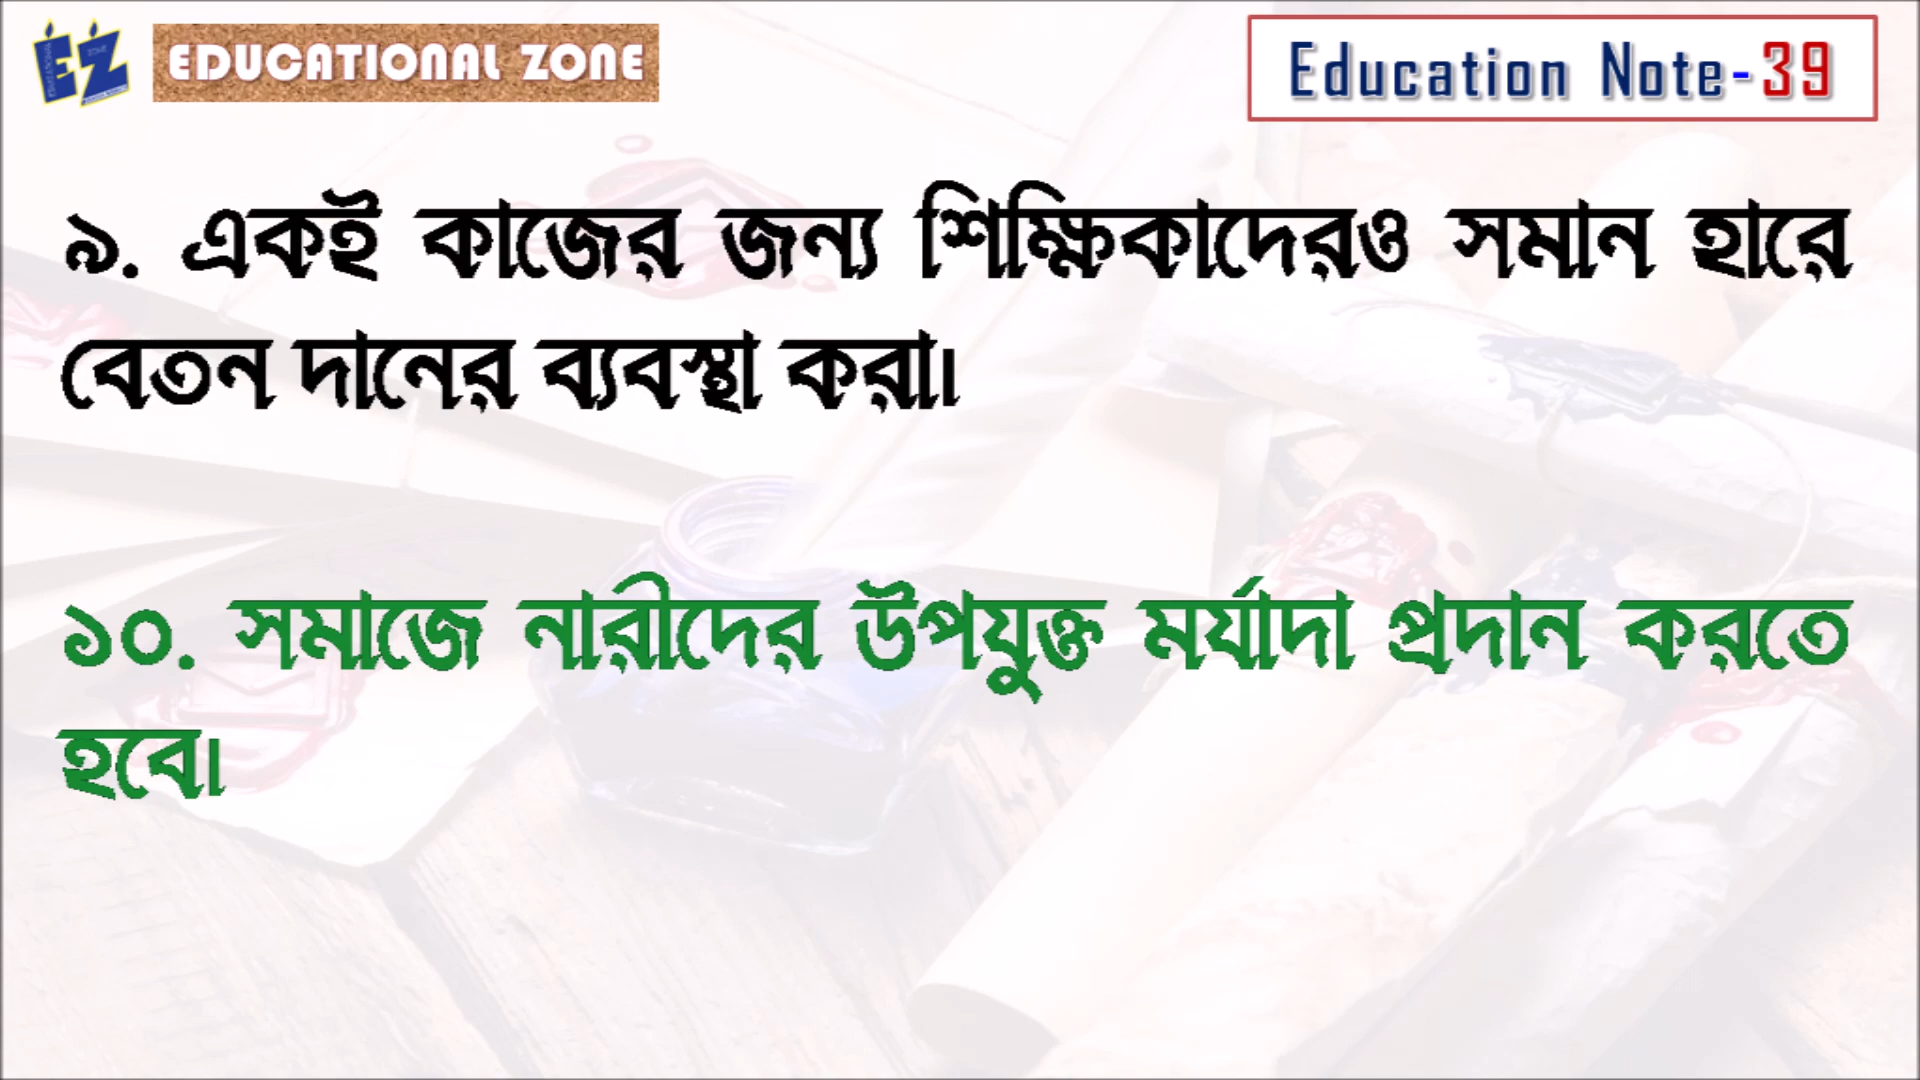 EZ EDUCATIONAL ZONE
Education Note-39
৯. একই কাজের জন্য শিক্ষিকাদেরও সমান হারে
বেতন দানের ব্যবস্থা করা।
১০. সমাজে নারীদের উপযুক্ত মর্যাদা প্রদান করতে
হবে।